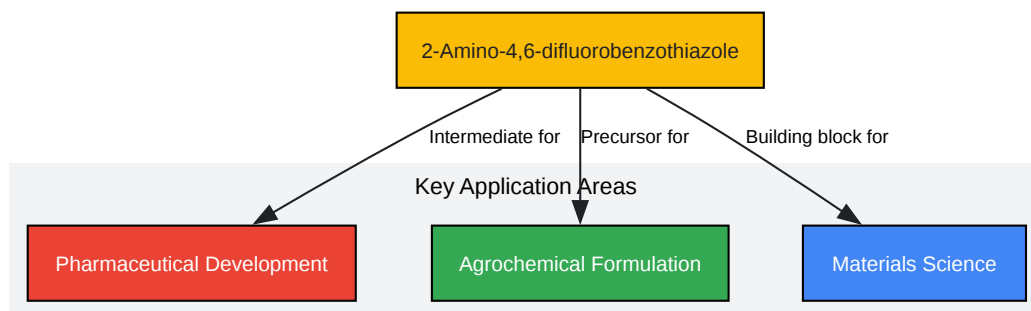 2-Amino-4,6-difluorobenzothiazole
Intermediate for
Precursor for
Building block for
Key Application Areas
Pharmaceutical Development
Agrochemical Formulation
Materials Science